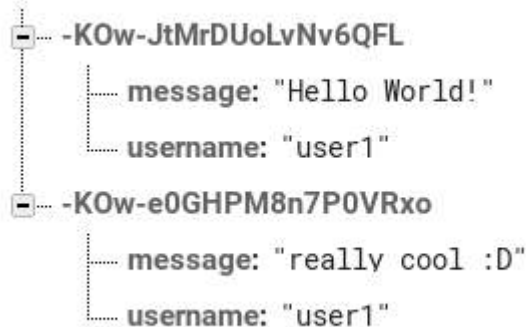 -KOw-JtMrDUoLvNv6QFL
message: "Hello World!"
username: "user1"
-KOw-e0GHPM8n7P0VRxo
message: "really cool :D"
username: "user1"